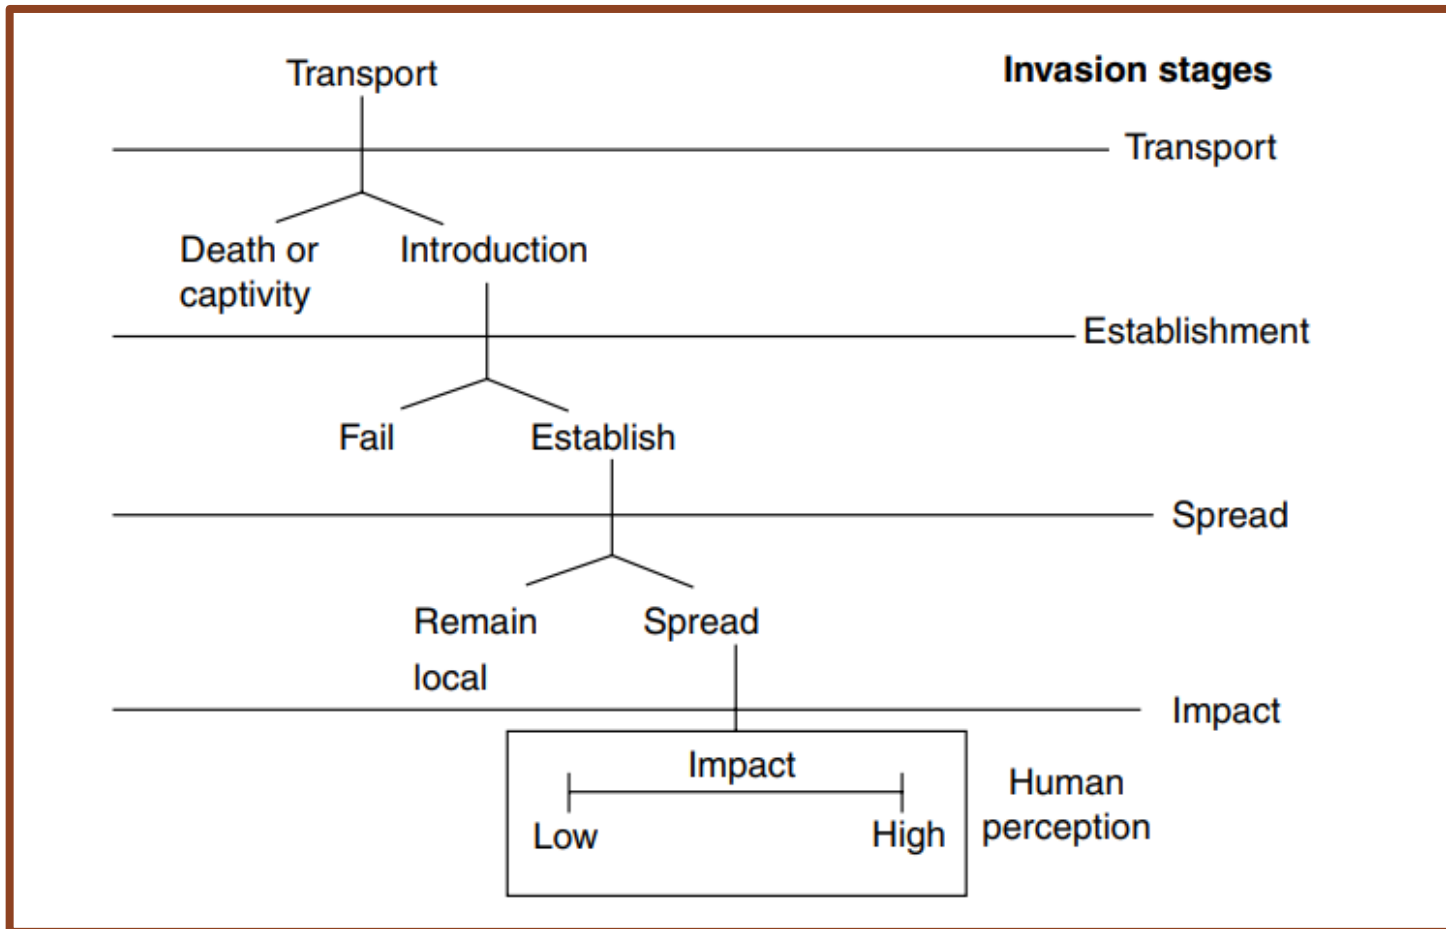 Transport
Invasion stages
Transport
Death or
captivity
Introduction
Establishment
Fail
Establish
Spread
Remain
local
Spread
Impact
Impact
Low
High
Human
perception